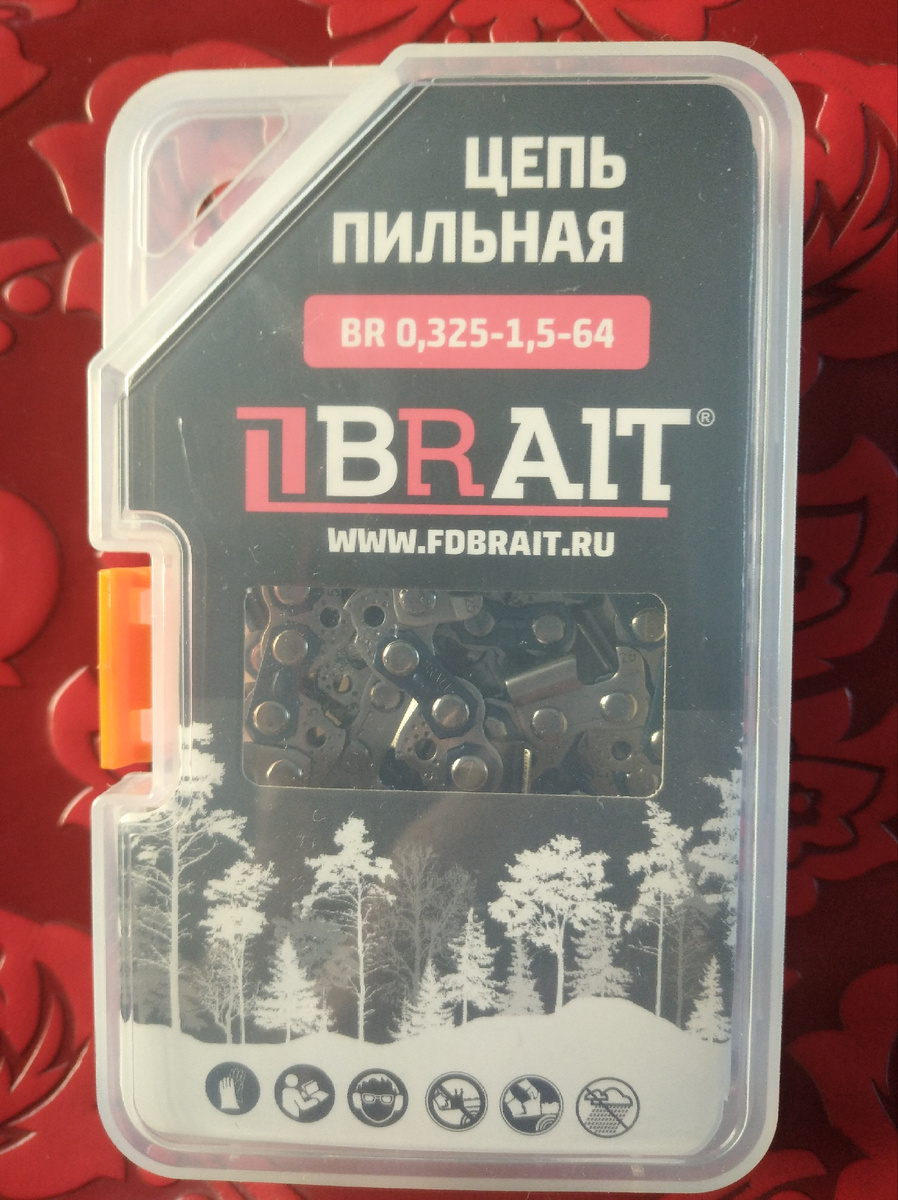 ЦЕПЬ
ПИЛЬНАЯ
BR 0,325-1,5-64
BRAIT®
WWW.FDBRAIT.RU